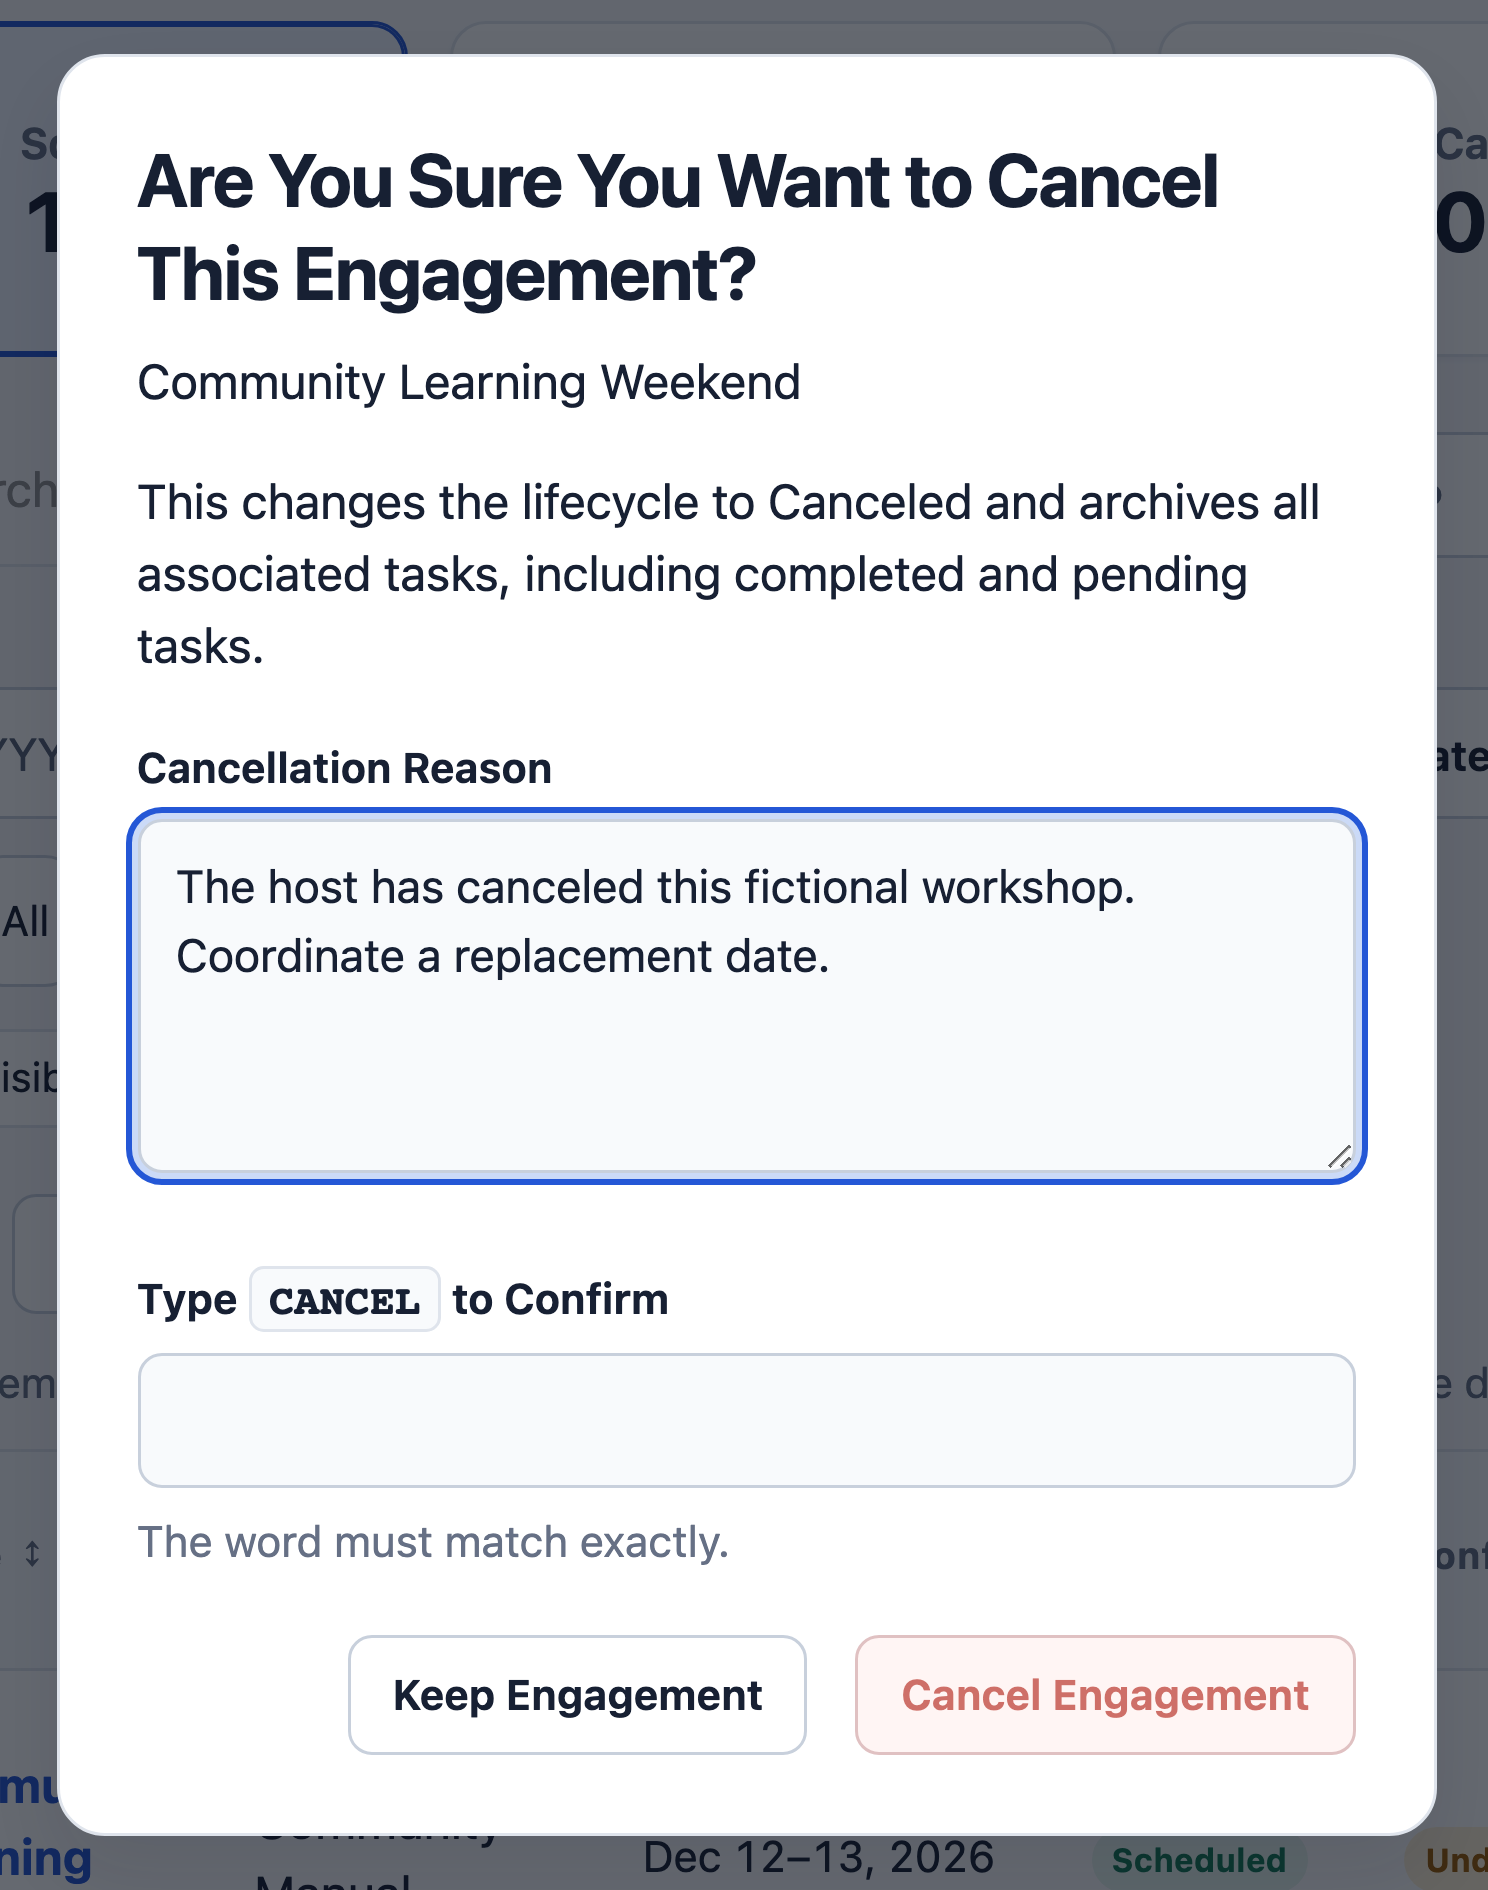 Are You Sure You Want to Cancel
This Engagement?
Community Learning Weekend
This changes the lifecycle to Canceled and archives all
associated tasks, including completed and pending
tasks.
Cancellation Reason
The host has canceled this fictional workshop.
Coordinate a replacement date.
Type CANCEL to Confirm
The word must match exactly.
Keep Engagement Cancel Engagement
Dec 12–13, 2026 Scheduled